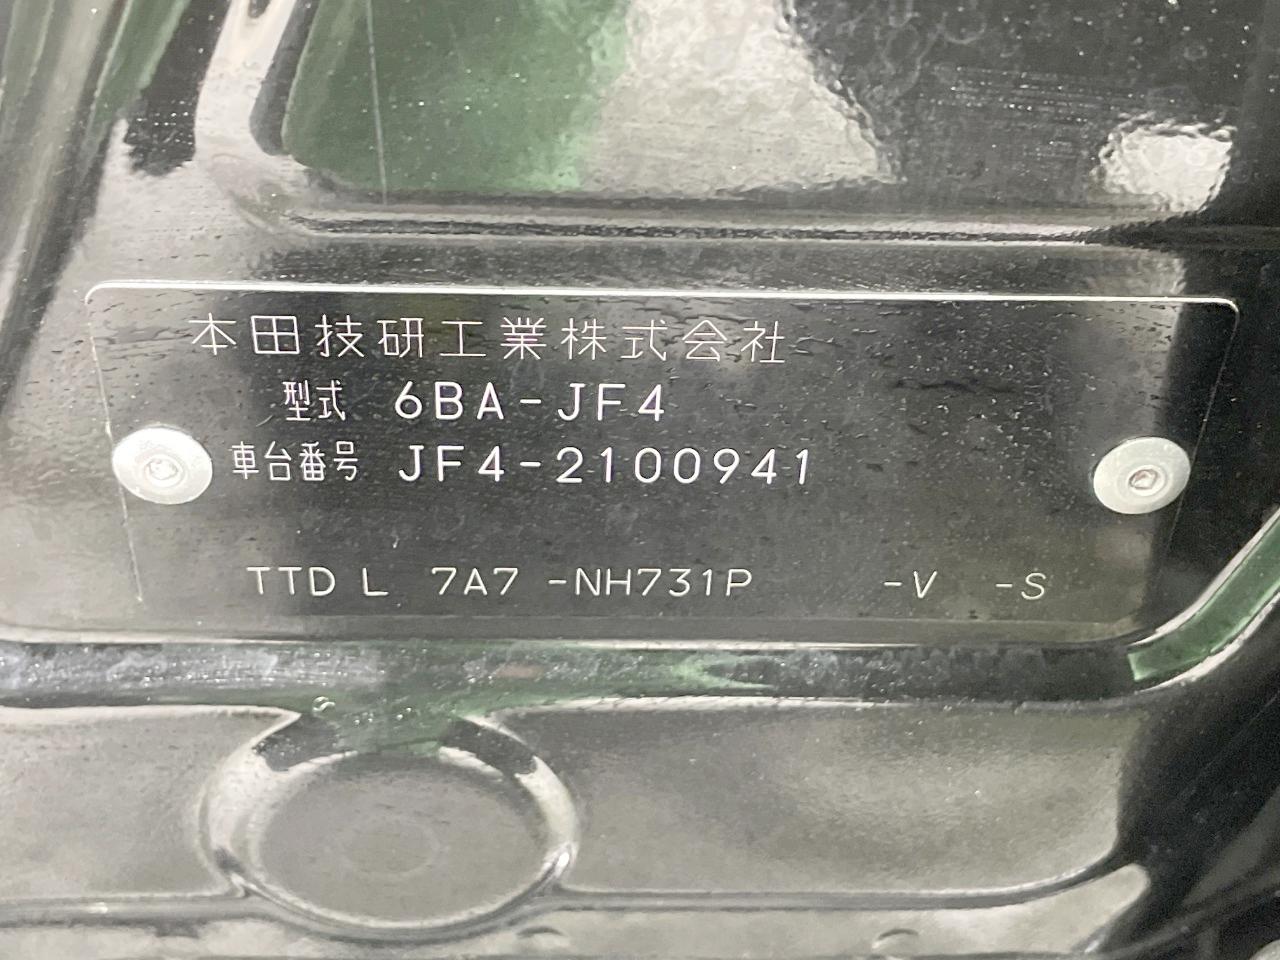 本田技研工業株式会社
型式 6BA-JF4
車台番号 JF4-2100941
TTD L 7A7 -NH731P -V -S